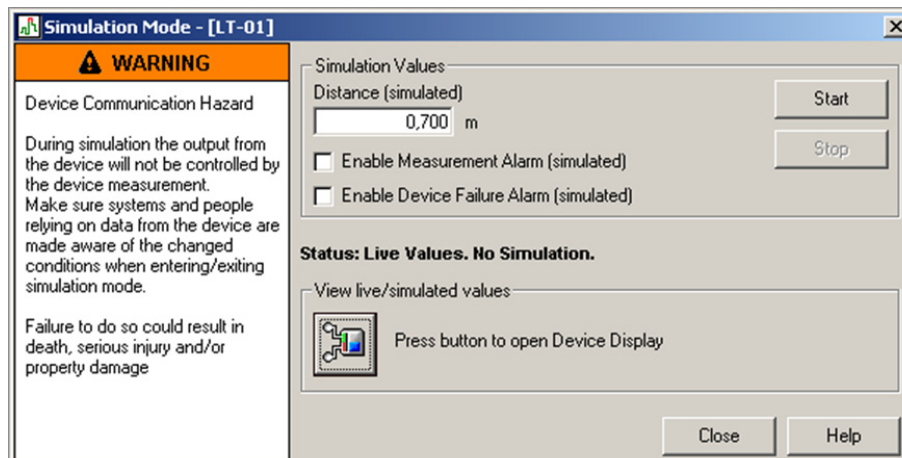 Simulation Mode - [LT-01]
WARNING
Device Communication Hazard
During simulation the output from
the device will not be controlled by
the device measurement.
Make sure systems and people
relying on data from the device are
made aware of the changed
conditions when entering/exiting
simulation mode.
Failure to do so could result in
death, serious injury and/or
property damage
Simulation Values
Distance (simulated)
0,700 m
Enable Measurement Alarm (simulated)
Enable Device Failure Alarm (simulated)
Start
Stop
Status: Live Values. No Simulation.
View live/simulated values
Press button to open Device Display
Close
Help